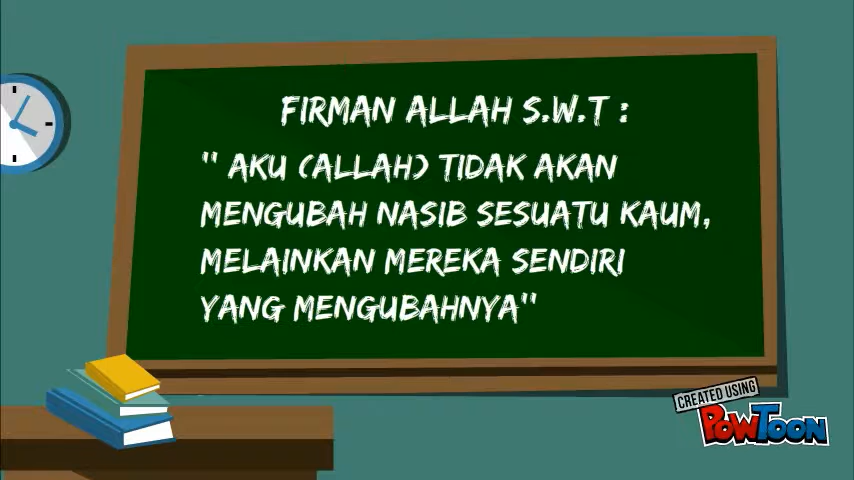 FIRMAN ALLAH S.W.T :
" AKU (ALLAH) TIDAK AKAN
MENGUBAH NASIB SESUATU KAUM,
MELAINKAN MEREKA SENDIRI
YANG MENGUBAHNYA"
CREATED USING
POWTOON